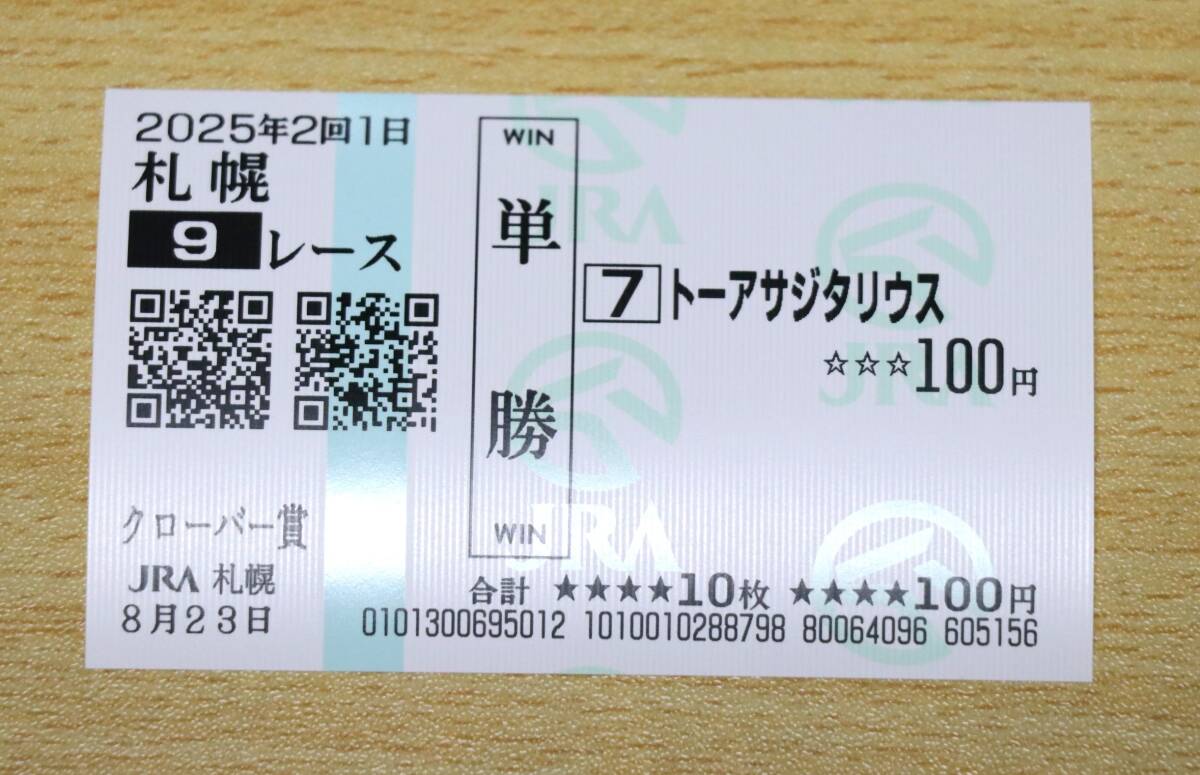 2025年2回1日
札幌
9レース
クローバー賞
JRA 札幌
8月23日
WIN
単勝
WIN
7 トーアサジタリウス
☆☆☆100円
合計 ★★★★10枚 ★★★★100円
0101300695012 1010010288798 80064096 605156
JRA
JRA
JRA